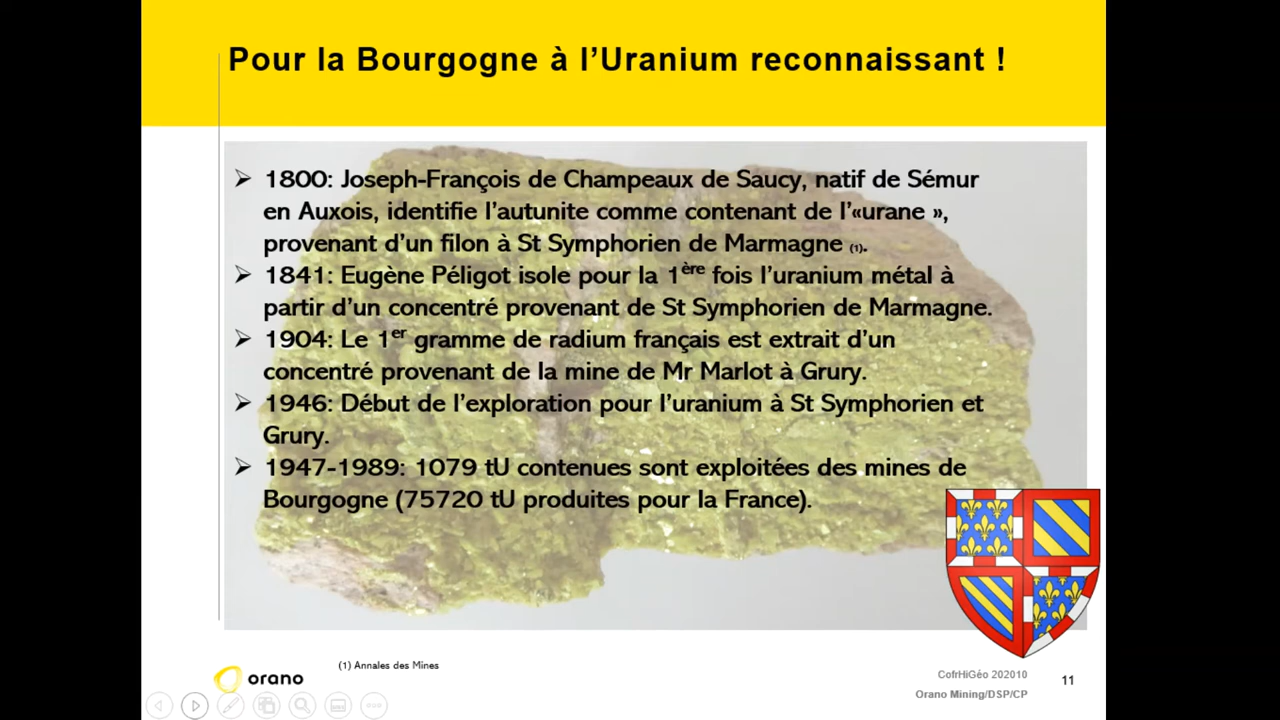 Pour la Bourgogne à l’Uranium reconnaissant !
➢ 1800: Joseph-François de Champeaux de Saucy, natif de Sémur
en Auxois, identifie l’autunite comme contenant de l’«urane »,
provenant d’un filon à St Symphorien de Marmagne (1).
➢ 1841: Eugène Péligot isole pour la 1ère fois l’uranium métal à
partir d’un concentré provenant de St Symphorien de Marmagne.
➢ 1904: Le 1er gramme de radium français est extrait d’un
concentré provenant de la mine de Mr Marlot à Grury.
➢ 1946: Début de l’exploration pour l’uranium à St Symphorien et
Grury.
➢ 1947-1989: 1079 tU contenues sont exploitées des mines de
Bourgogne (75720 tU produites pour la France).
(1) Annales des Mines
orano
CofrHiGéo 202010
Orano Mining/DSP/CP
11